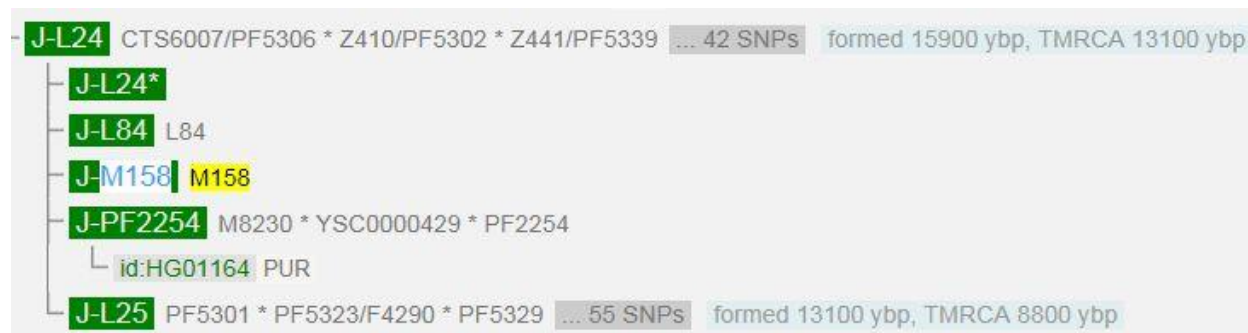 J-L24 CTS6007/PF5306 * Z410/PF5302 * Z441/PF5339 ... 42 SNPs formed 15900 ybp, TMRCA 13100 ybp
J-L24*
J-L84 L84
J-M158 M158
J-PF2254 M8230 * YSC0000429 * PF2254
id:HG01164 PUR
J-L25 PF5301 * PF5323/F4290 * PF5329 ... 55 SNPs formed 13100 ybp, TMRCA 8800 ybp